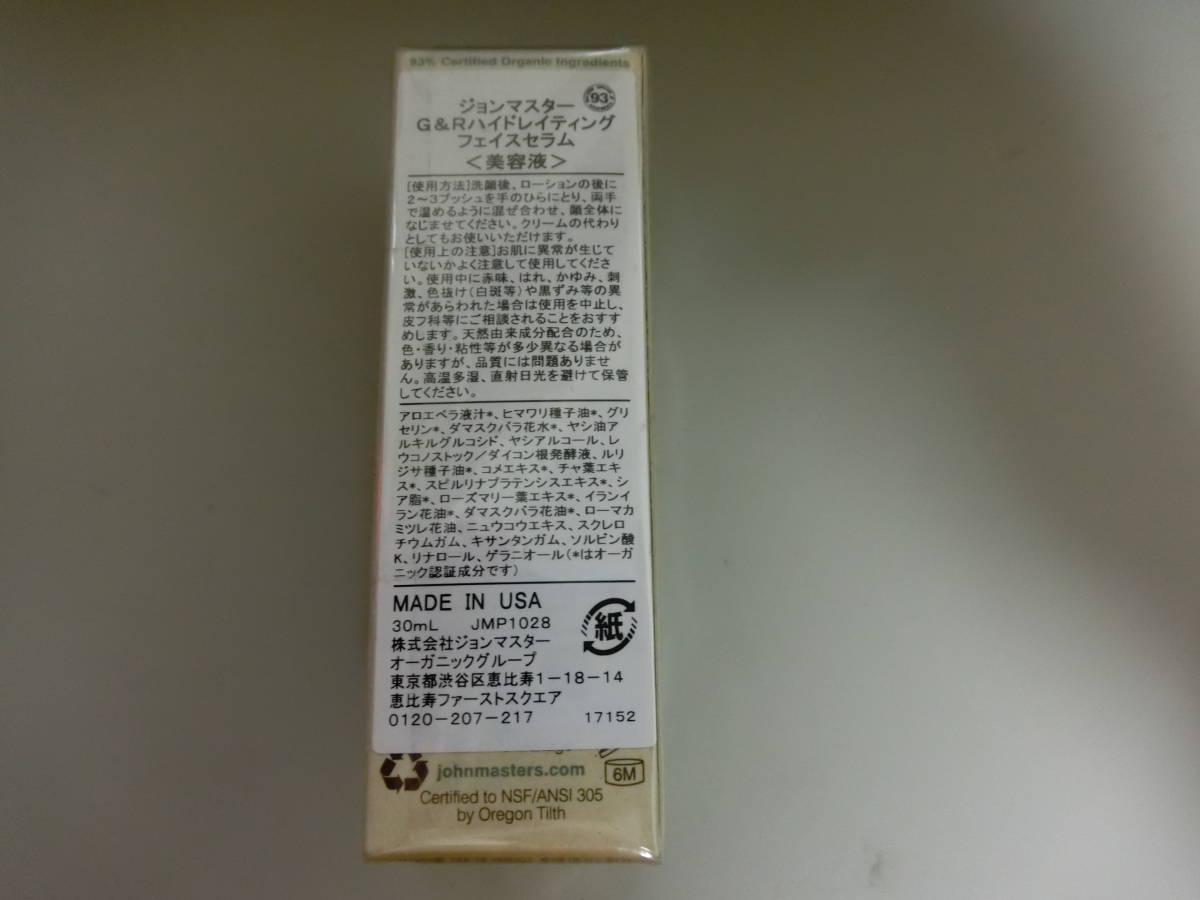 93% Certified Organic Ingredients
93
ジョンマスター
G&Rハイドレイティング
フェイスセラム
<美容液>
[使用方法]洗顔後、ローションの後に
2〜3プッシュを手のひらにとり、両手
で温めるように混ぜ合わせ、顔全体に
なじませてください。クリームの代わり
としてもお使いいただけます。
[使用上の注意]お肌に異常が生じて
いないかよく注意して使用してくださ
い。使用中に赤味、はれ、かゆみ、刺
激、色抜け(白斑等)や黒ずみ等の異
常があらわれた場合は使用を中止し、
皮フ科等にご相談されることをおすす
めします。天然由来成分配合のため、
色・香り・粘性等が多少異なる場合が
ありますが、品質には問題ありませ
ん。高温多湿、直射日光を避けて保管
してください。
アロエベラ液汁*、ヒマワリ種子油*、グリ
セリン*、ダマスクバラ花水*、ヤシ油ア
ルキルグルコシド、ヤシアルコール、レ
ウコノストック/ダイコン根発酵液、ルリ
ジサ種子油*、コメエキス*、チャ葉エキ
ス*、スピルリナプラテンシスエキス*、シ
ア脂*、ローズマリー葉エキス*、イランイ
ラン花油*、ダマスクバラ花油*、ローマカ
ミツレ花油、ニュウコウエキス、スクレロ
チウムガム、キサンタンガム、ソルビン酸
K、リナロール、ゲラニオール(*はオーガ
ニック認証成分です)
MADE IN USA
30mL JMP1028
紙
株式会社ジョンマスター
オーガニックグループ
東京都渋谷区恵比寿1-18-14
恵比寿ファーストスクエア
0120-207-217 17152
johnmasters.com
6M
Certified to NSF/ANSI 305
by Oregon Tilth